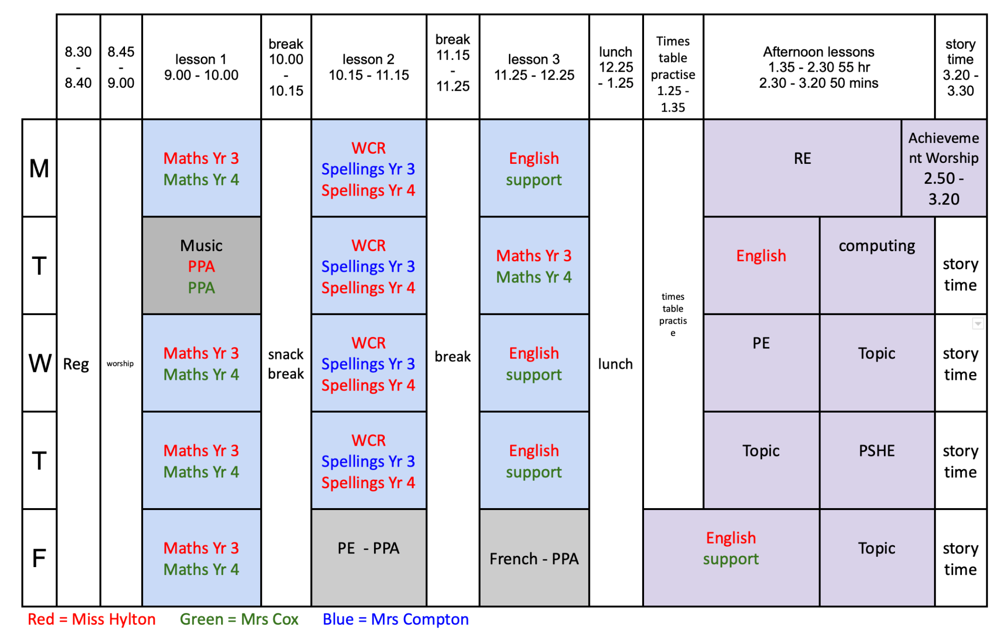 8.30
-
8.40
8.45
-
9.00
lesson 1
9.00 - 10.00
break
10.00
-
10.15
lesson 2
10.15 - 11.15
break
11.15
-
11.25
lesson 3
11.25 - 12.25
lunch
12.25
- 1.25
Times
table
practise
1.25 -
1.35
Afternoon lessons
1.35 - 2.30 55 hr
2.30 - 3.20 50 mins
story
time
3.20 -
3.30
M
Maths Yr 3
Maths Yr 4
WCR
Spellings Yr 3
Spellings Yr 4
English
support
RE
Achieveme
nt Worship
2.50 -
3.20
T
Music
PPA
PPA
WCR
Spellings Yr 3
Spellings Yr 4
Maths Yr 3
Maths Yr 4
times
table
practis
e
English
computing
story
time
W
Reg
worship
Maths Yr 3
Maths Yr 4
snack
break
WCR
Spellings Yr 3
Spellings Yr 4
break
English
support
lunch
PE
Topic
story
time
T
Maths Yr 3
Maths Yr 4
WCR
Spellings Yr 3
Spellings Yr 4
English
support
Topic
PSHE
story
time
F
Maths Yr 3
Maths Yr 4
PE  - PPA
French - PPA
English
support
Topic
story
time
Red = Miss Hylton
Green = Mrs Cox
Blue = Mrs Compton